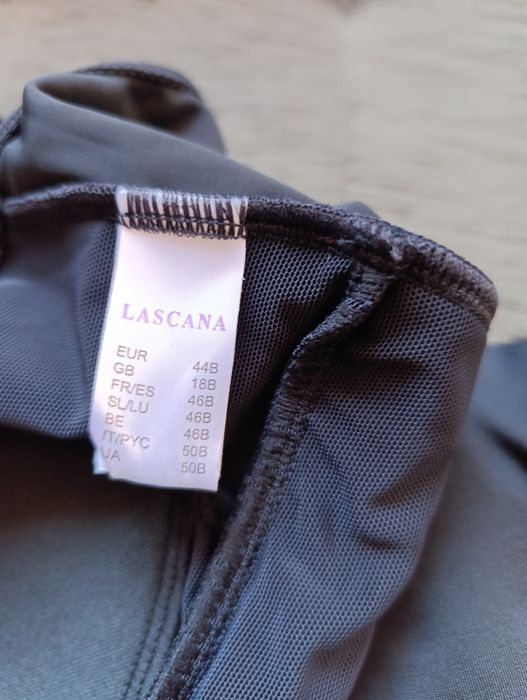 LASCANA
EUR 44B
GB 18B
FR/ES 46B
SL/LU 46B
BE 46B
IT/PYC 50B
UA 50B